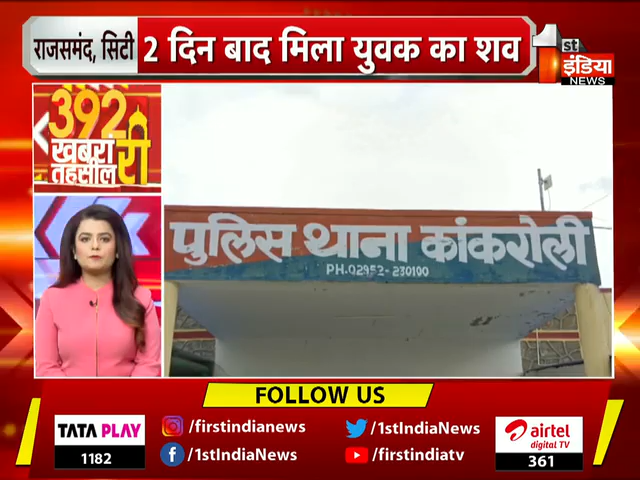 राजसमंद, सिटी
2 दिन बाद मिला युवक का शव
1st
इंडिया
NEWS
392
खबरां
तहसील
री
पुलिस थाना कांकरोली
PH.02952-230100
FOLLOW US
TATA PLAY
1182
/firstindianews
/1stIndiaNews
/1stIndiaNews
/firstindiatv
airtel
digital TV
361